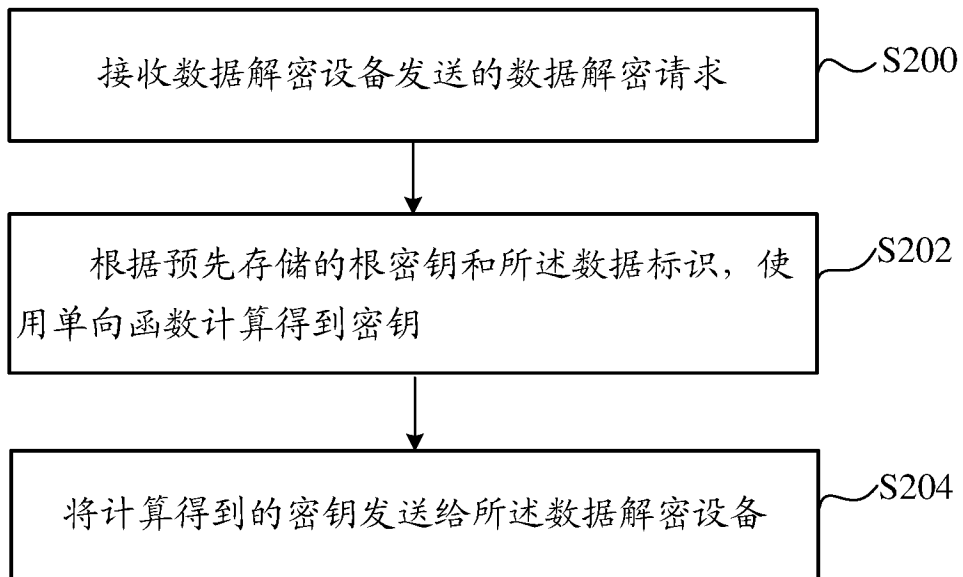 接收数据解密设备发送的数据解密请求
S200
根据预先存储的根密钥和所述数据标识，使
用单向函数计算得到密钥
S202
将计算得到的密钥发送给所述数据解密设备
S204